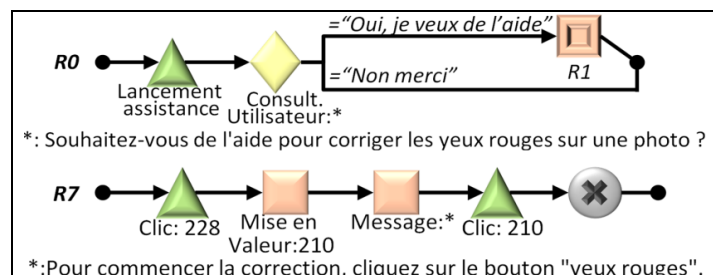 ="Oui, je veux de l'aide"
R0
="Non merci"
R1
Lancement
assistance
Consult.
Utilisateur:*
*: Souhaitez-vous de l'aide pour corriger les yeux rouges sur une photo ?
R7
Clic: 228
Mise en
Valeur:210
Message:*
Clic: 210
*:Pour commencer la correction, cliquez sur le bouton "yeux rouges".